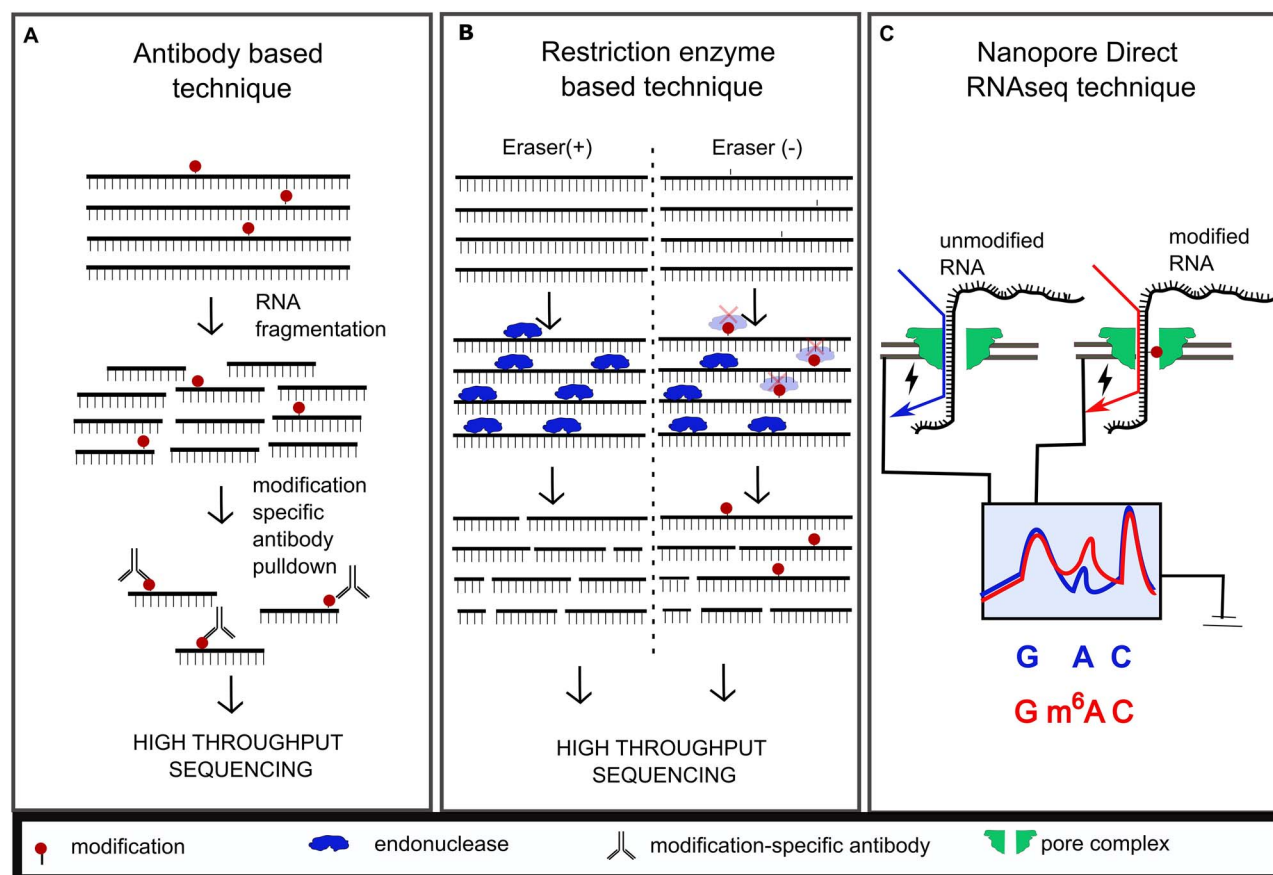 A
Antibody based
technique
RNA
fragmentation
modification
specific
antibody
pulldown
HIGH THROUGHPUT
SEQUENCING
B
Restriction enzyme
based technique
Eraser(+)
Eraser (-)
HIGH THROUGHPUT
SEQUENCING
C
Nanopore Direct
RNAseq technique
unmodified
RNA
modified
RNA
G A C
G m⁶A C
modification
endonuclease
modification-specific antibody
pore complex